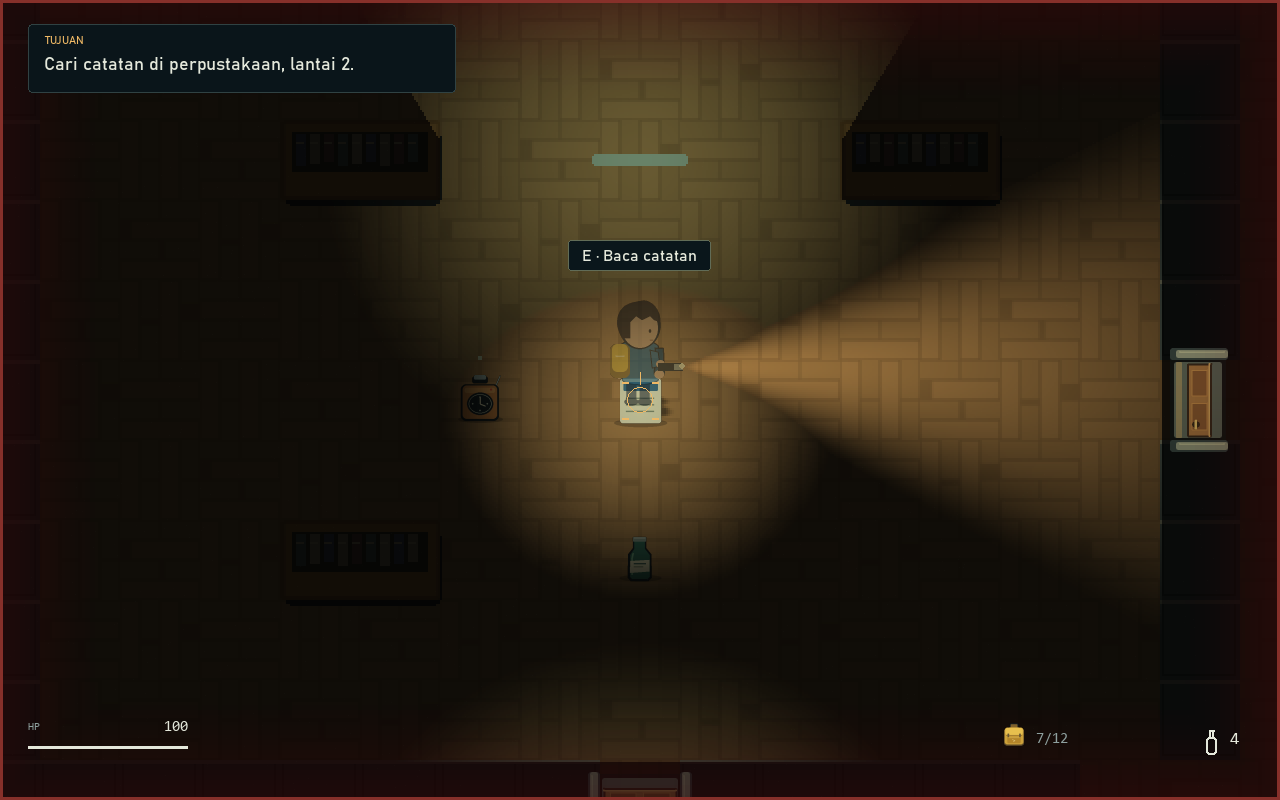 TUJUAN
Cari catatan di perpustakaan, lantai 2.
E · Baca catatan
HP 100
7/12
4